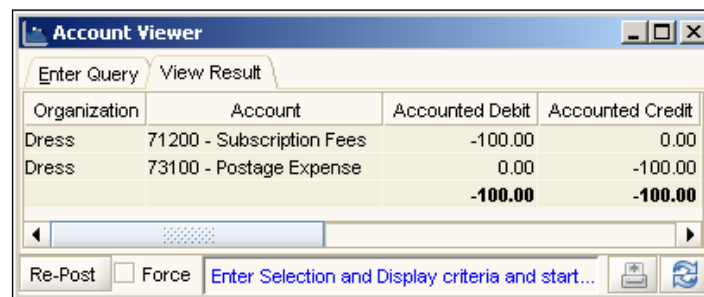 Account Viewer
Enter Query View Result
Organization Account Accounted Debit Accounted Credit
Dress 71200 - Subscription Fees -100.00 0.00
Dress 73100 - Postage Expense 0.00 -100.00
-100.00 -100.00
Re-Post Force Enter Selection and Display criteria and start...